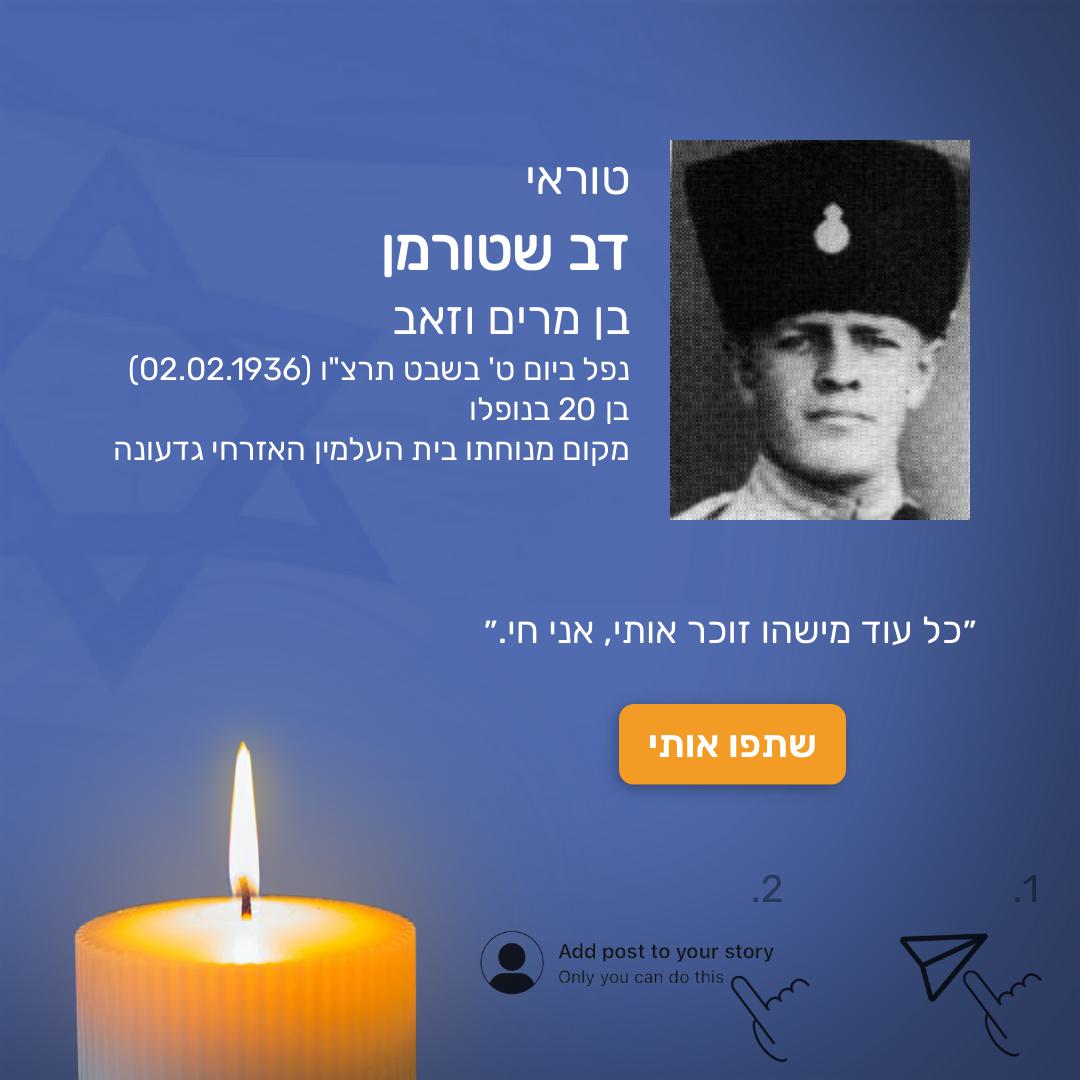 טוראי
דב שטורמן
בן מרים וזאב
נפל ביום ט' בשבט תרצ"ו (02.02.1936)
בן 20 בנופלו
מקום מנוחתו בית העלמין האזרחי גדעונה
״כל עוד מישהו זוכר אותי, אני חי.״
שתפו אותי
.1
.2
Add post to your story
Only you can do this